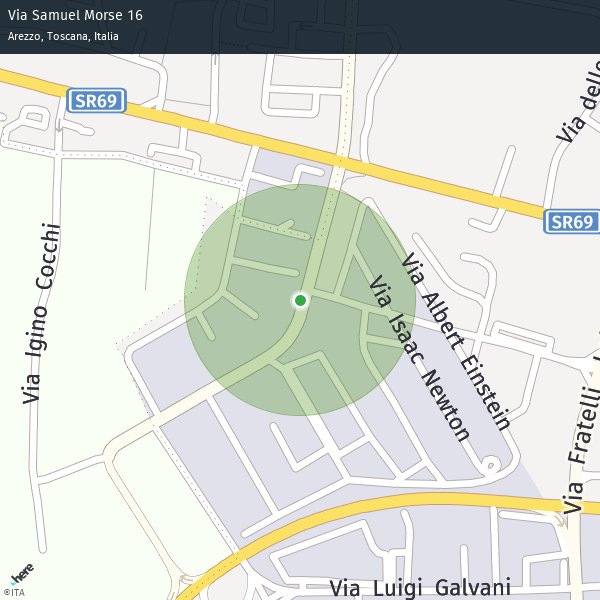 Via Samuel Morse 16
Arezzo, Toscana, Italia
SR69
Via delle
SR69
Via Igino Cocchi
Via Albert Einstein
Via Isaac Newton
Via Fratelli
Via Luigi Galvani
here
©ITA